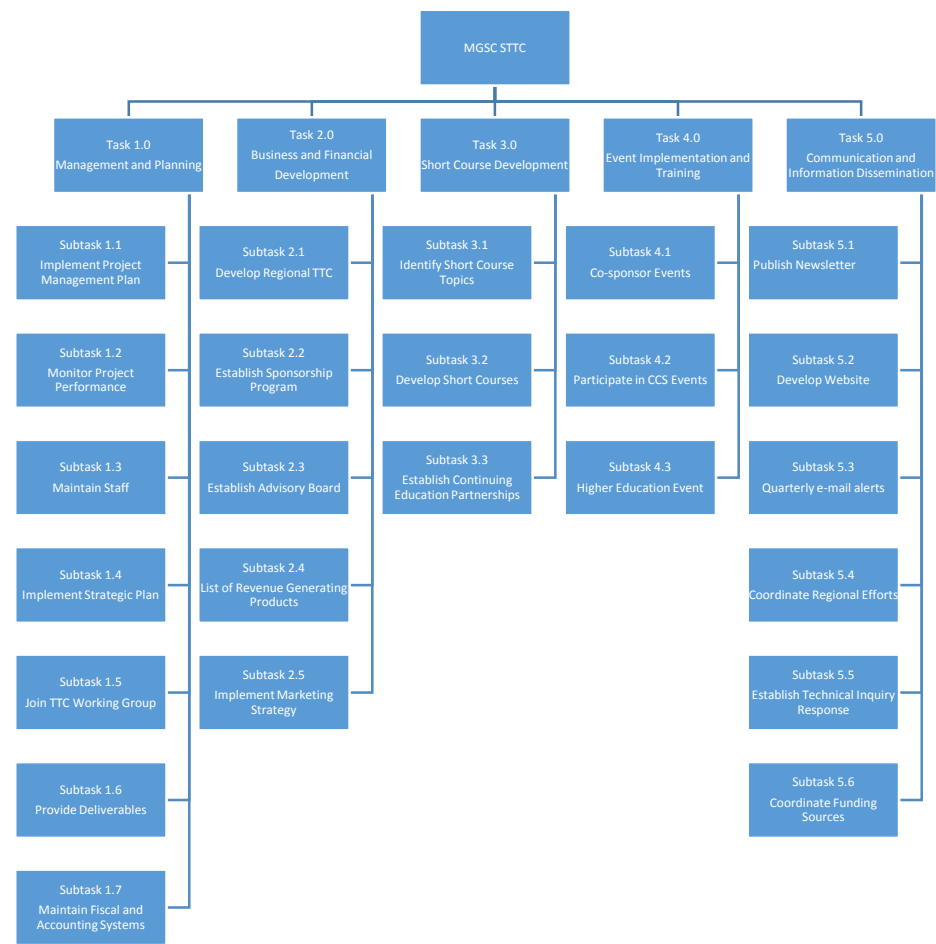 MGSC STTC
Task 1.0
Management and Planning
Task 2.0
Business and Financial
Development
Task 3.0
Short Course Development
Task 4.0
Event Implementation and
Training
Task 5.0
Communication and
Information Dissemination
Subtask 1.1
Implement Project
Management Plan
Subtask 1.2
Monitor Project
Performance
Subtask 1.3
Maintain Staff
Subtask 1.4
Implement Strategic Plan
Subtask 1.5
Join TTC Working Group
Subtask 1.6
Provide Deliverables
Subtask 1.7
Maintain Fiscal and
Accounting Systems
Subtask 2.1
Develop Regional TTC
Subtask 2.2
Establish Sponsorship
Program
Subtask 2.3
Establish Advisory Board
Subtask 2.4
List of Revenue Generating
Products
Subtask 2.5
Implement Marketing
Strategy
Subtask 3.1
Identify Short Course
Topics
Subtask 3.2
Develop Short Courses
Subtask 3.3
Establish Continuing
Education Partnerships
Subtask 4.1
Co-sponsor Events
Subtask 4.2
Participate in CCS Events
Subtask 4.3
Higher Education Event
Subtask 5.1
Publish Newsletter
Subtask 5.2
Develop Website
Subtask 5.3
Quarterly e-mail alerts
Subtask 5.4
Coordinate Regional Efforts
Subtask 5.5
Establish Technical Inquiry
Response
Subtask 5.6
Coordinate Funding
Sources